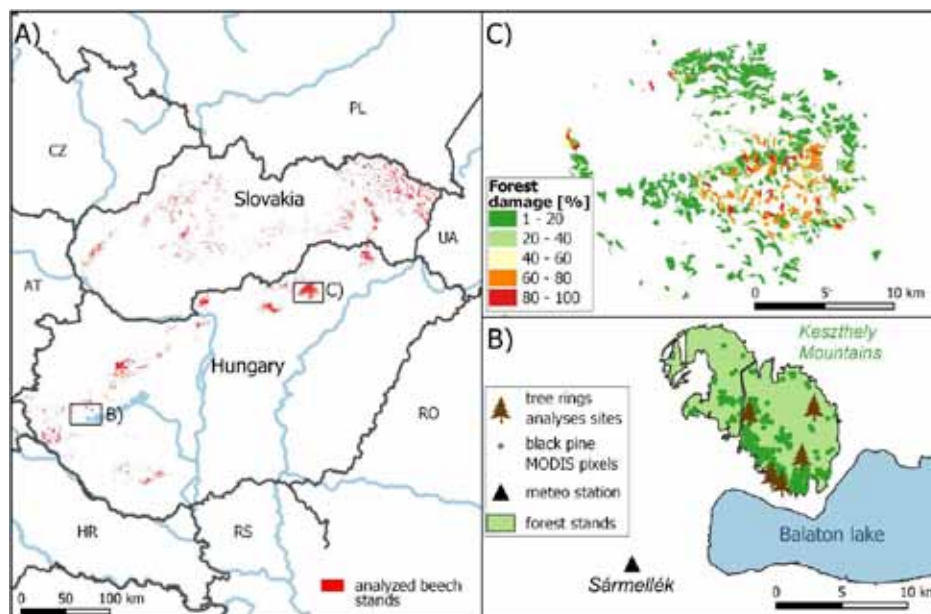 A)
PL
CZ
Slovakia
UA
AT
C)
Hungary
B)
RO
HR
RS
analyzed beech
stands
0 50 100 km
C)
Forest
damage [%]
1 - 20
20 - 40
40 - 60
60 - 80
80 - 100
0 5 10 km
B)
Keszthely
Mountains
tree rings
analyses sites
black pine
MODIS pixels
meteo station
forest stands
Balaton lake
Sármellék
0 5 10 km